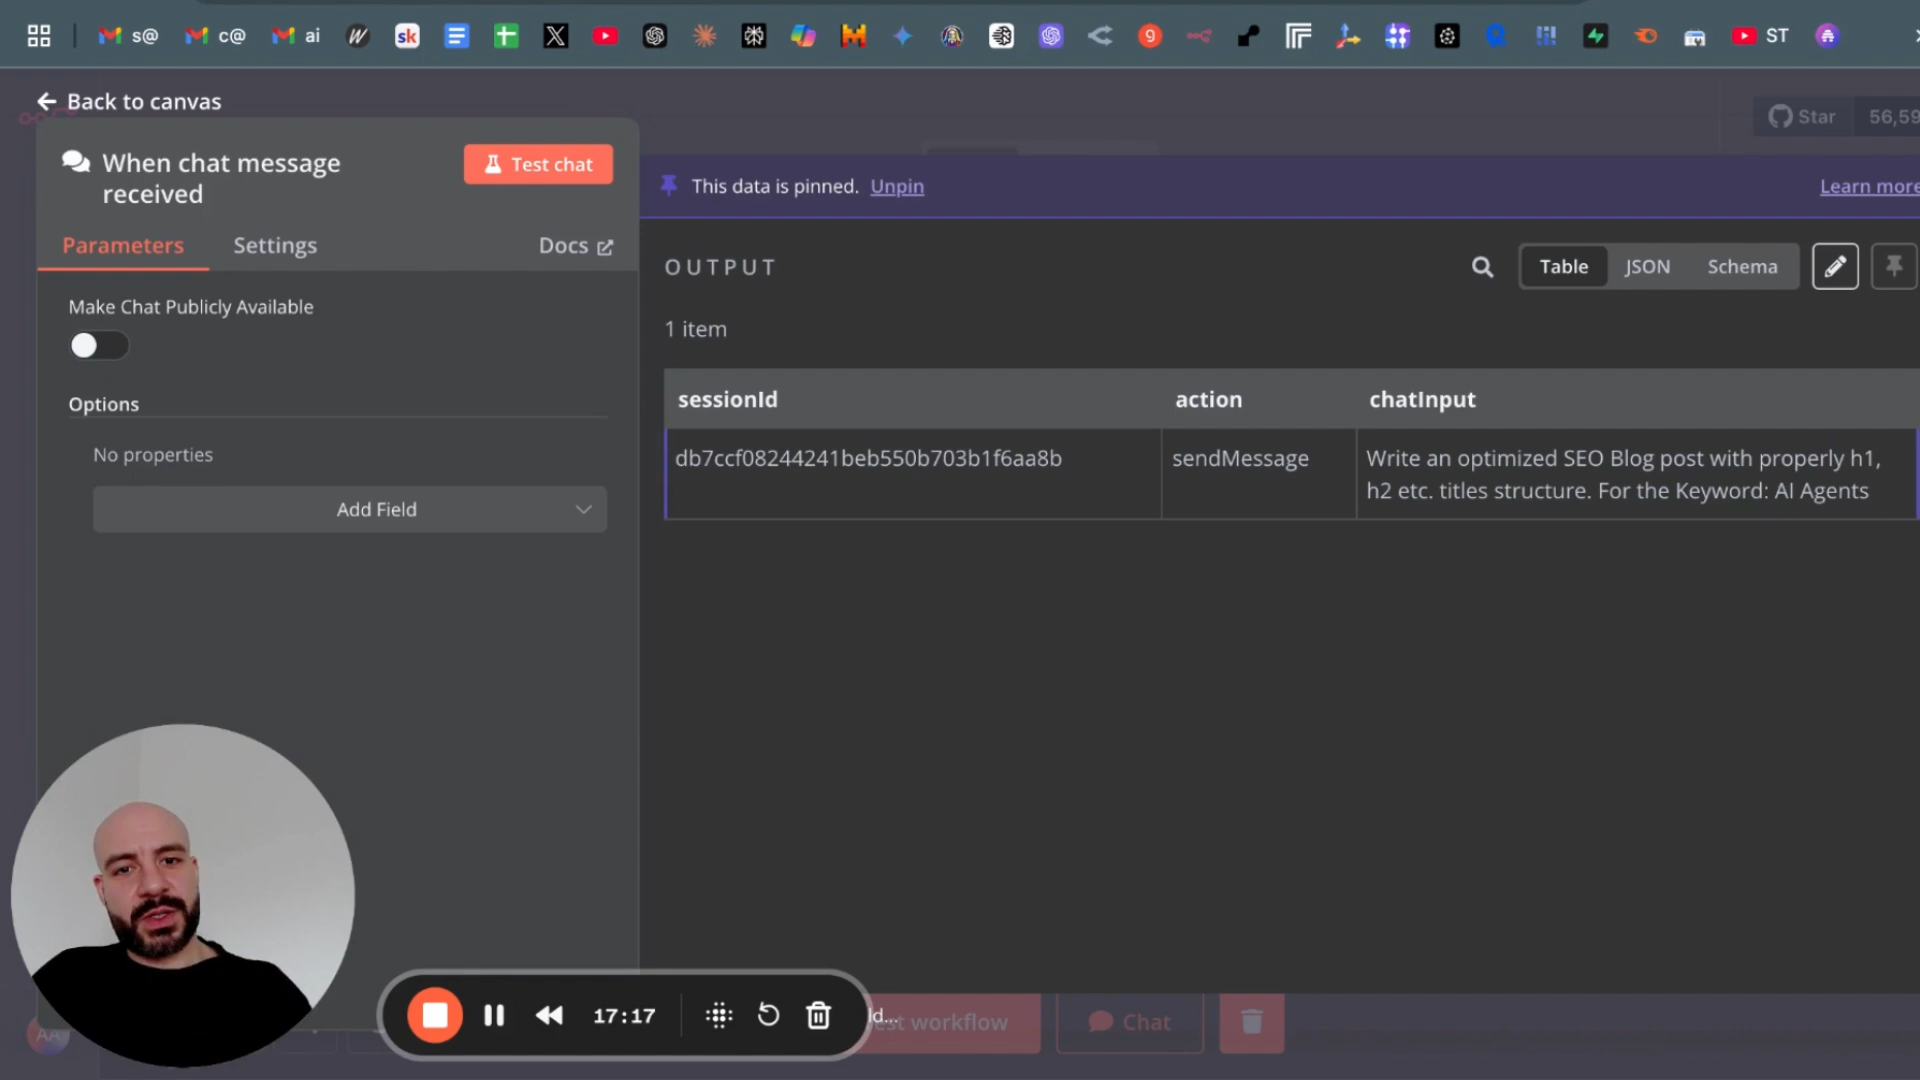 s@ c@ ai W sk 9 ST
Back to canvas
Star 56,59
When chat message
received
Test chat
This data is pinned. Unpin
Learn more
Parameters Settings Docs
OUTPUT
Table JSON Schema
Make Chat Publicly Available
1 item
sessionId action chatInput
Options
No properties
db7ccf08244241beb550b703b1f6aa8b sendMessage Write an optimized SEO Blog post with properly h1,
h2 etc. titles structure. For the Keyword: AI Agents
Add Field
17:17
workflow
Chat
AA